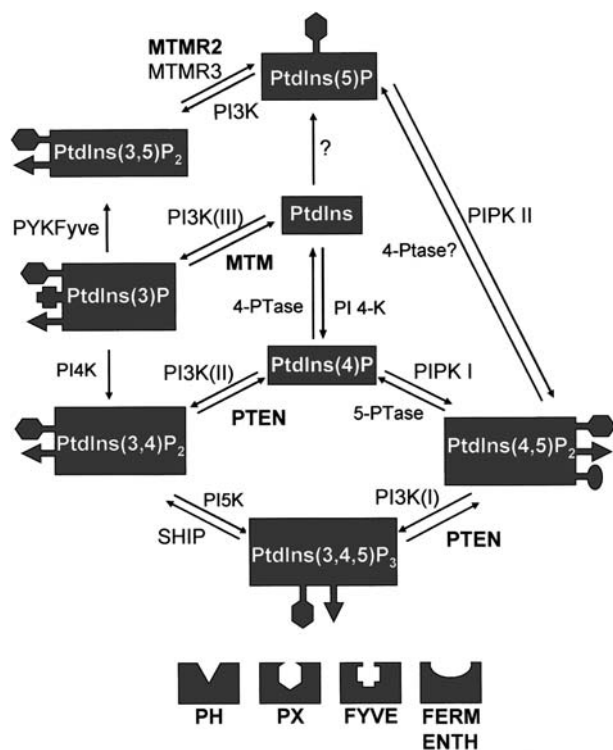 MTMR2
MTMR3
PtdIns(5)P
PI3K
PtdIns(3,5)P₂
?
PYKFyve
PI3K(III)
PtdIns
PIPK II
4-Ptase?
MTM
PtdIns(3)P
4-PTase
PI 4-K
PI4K
PI3K(II)
PtdIns(4)P
PIPK I
PTEN
5-PTase
PtdIns(3,4)P₂
PtdIns(4,5)P₂
PI5K
PI3K(I)
SHIP
PtdIns(3,4,5)P₃
PTEN
PH
PX
FYVE
FERM
ENTH